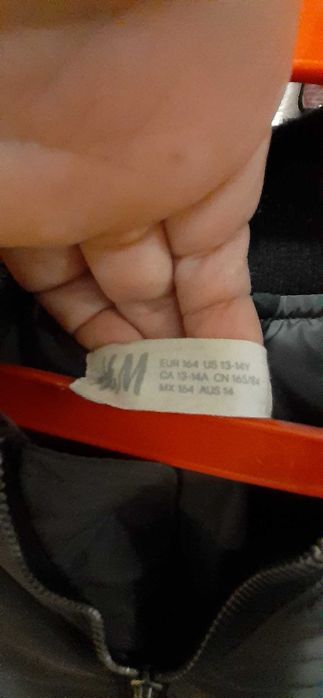 H&M
EUR 164 US 13-14Y
CA 13-14A CN 165/84
MX 164 AUS 14